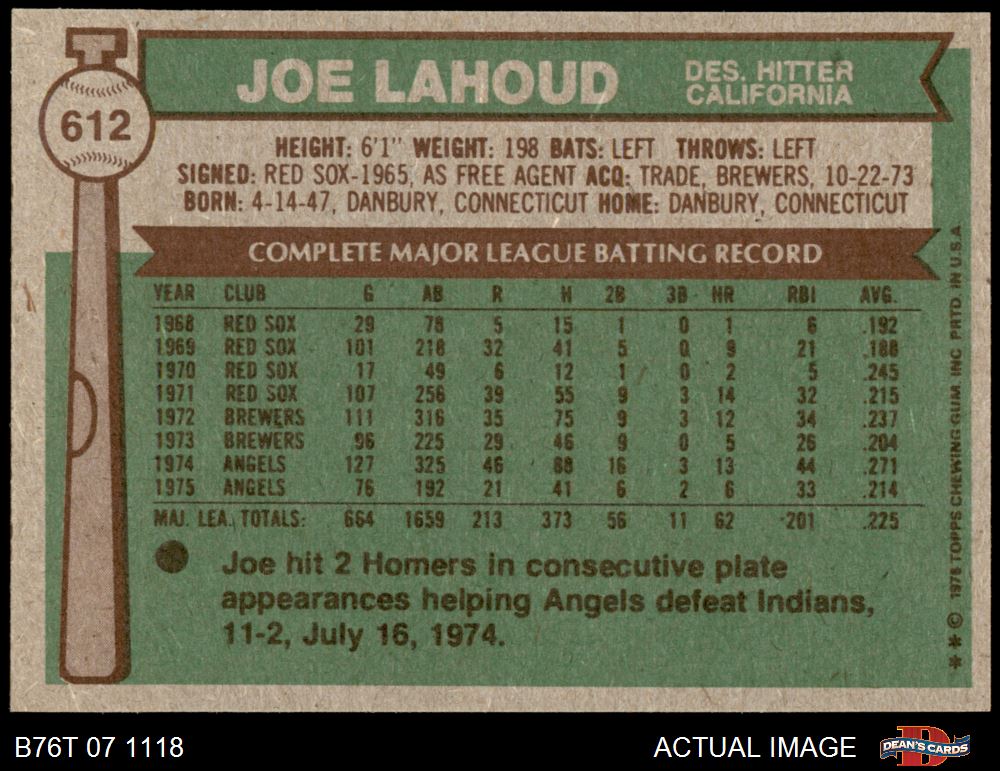 T
612
JOE LAHOUD
DES. HITTER
CALIFORNIA
HEIGHT: 6'1" WEIGHT: 198 BATS: LEFT THROWS: LEFT
SIGNED: RED SOX-1965, AS FREE AGENT ACQ: TRADE, BREWERS, 10-22-73
BORN: 4-14-47, DANBURY, CONNECTICUT HOME: DANBURY, CONNECTICUT
COMPLETE MAJOR LEAGUE BATTING RECORD
YEAR CLUB G AB R H 2B 3B HR RBI AVG.
1968 RED SOX 29 78 5 15 1 0 1 6 .192
1969 RED SOX 101 218 32 41 5 0 9 21 .188
1970 RED SOX 17 49 6 12 1 0 2 5 .245
1971 RED SOX 107 256 39 55 9 3 14 32 .215
1972 BREWERS 111 316 35 75 9 3 12 34 .237
1973 BREWERS 96 225 29 46 9 0 5 26 .204
1974 ANGELS 127 325 46 88 16 3 13 44 .271
1975 ANGELS 76 192 21 41 6 2 6 33 .214
MAJ. LEA. TOTALS: 664 1659 213 373 56 11 62 201 .225
Joe hit 2 Homers in consecutive plate
appearances helping Angels defeat Indians,
11-2, July 16, 1974.
** © 1976 TOPPS CHEWING GUM, INC. PRTD. IN U.S.A.
B76T 07 1118
ACTUAL IMAGE
D
DEAN'S CARDS